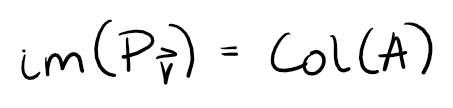 im(P_v⃗) = Col(A)